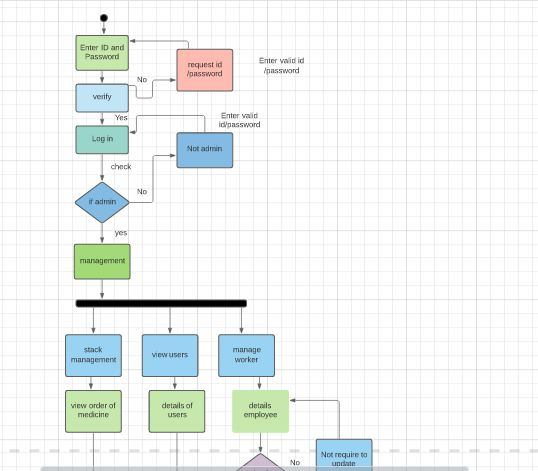 Enter ID and
Password
request id
/password
Enter valid id
/password
No
verify
Yes
Enter valid
id/password
Log in
Not admin
check
No
if admin
yes
management
stack
management
view users
manage
worker
view order of
medicine
details of
users
details
employee
No
Not require to
update